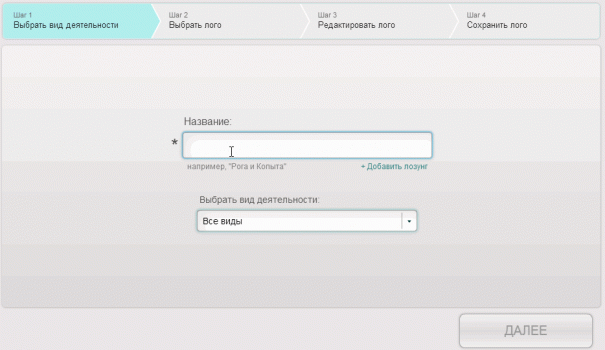 Шаг 1
Выбрать вид деятельности
Шаг 2
Выбрать лого
Шаг 3
Редактировать лого
Шаг 4
Сохранить лого
Название:
*
например, "Рога и Копыта"
+ Добавить лозунг
Выбрать вид деятельности:
Все виды
ДАЛЕЕ